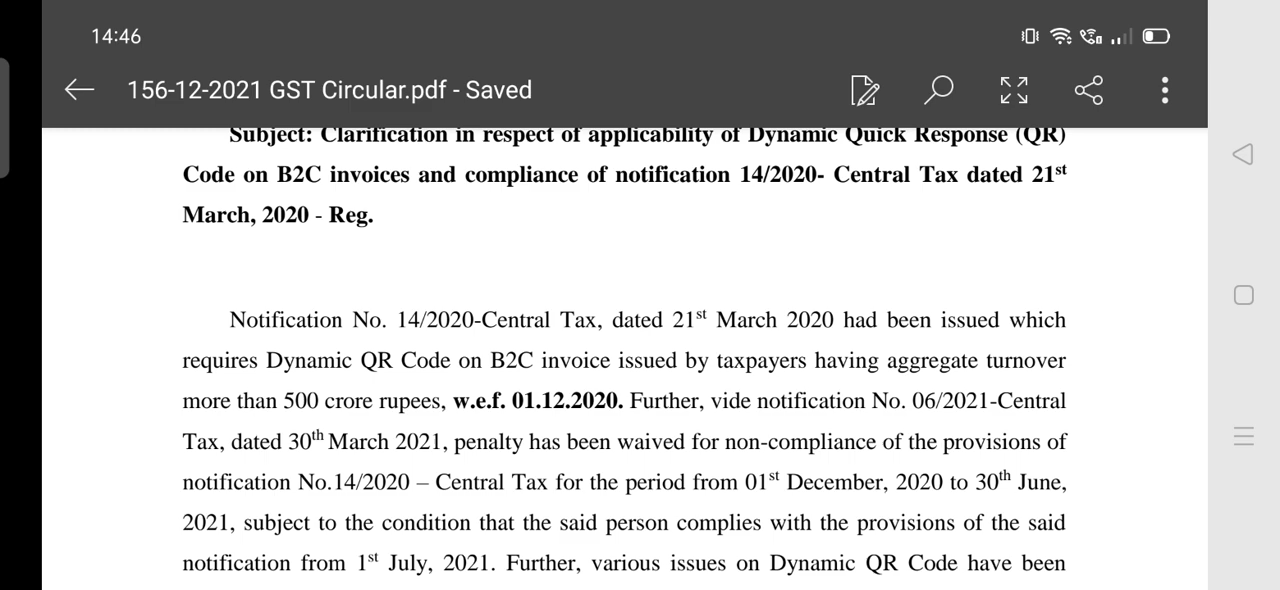 14:46
156-12-2021 GST Circular.pdf - Saved
Subject: Clarification in respect of applicability of Dynamic Quick Response (QR)
Code on B2C invoices and compliance of notification 14/2020- Central Tax dated 21st
March, 2020 - Reg.
Notification No. 14/2020-Central Tax, dated 21st March 2020 had been issued which
requires Dynamic QR Code on B2C invoice issued by taxpayers having aggregate turnover
more than 500 crore rupees, w.e.f. 01.12.2020. Further, vide notification No. 06/2021-Central
Tax, dated 30th March 2021, penalty has been waived for non-compliance of the provisions of
notification No.14/2020 – Central Tax for the period from 01st December, 2020 to 30th June,
2021, subject to the condition that the said person complies with the provisions of the said
notification from 1st July, 2021. Further, various issues on Dynamic QR Code have been